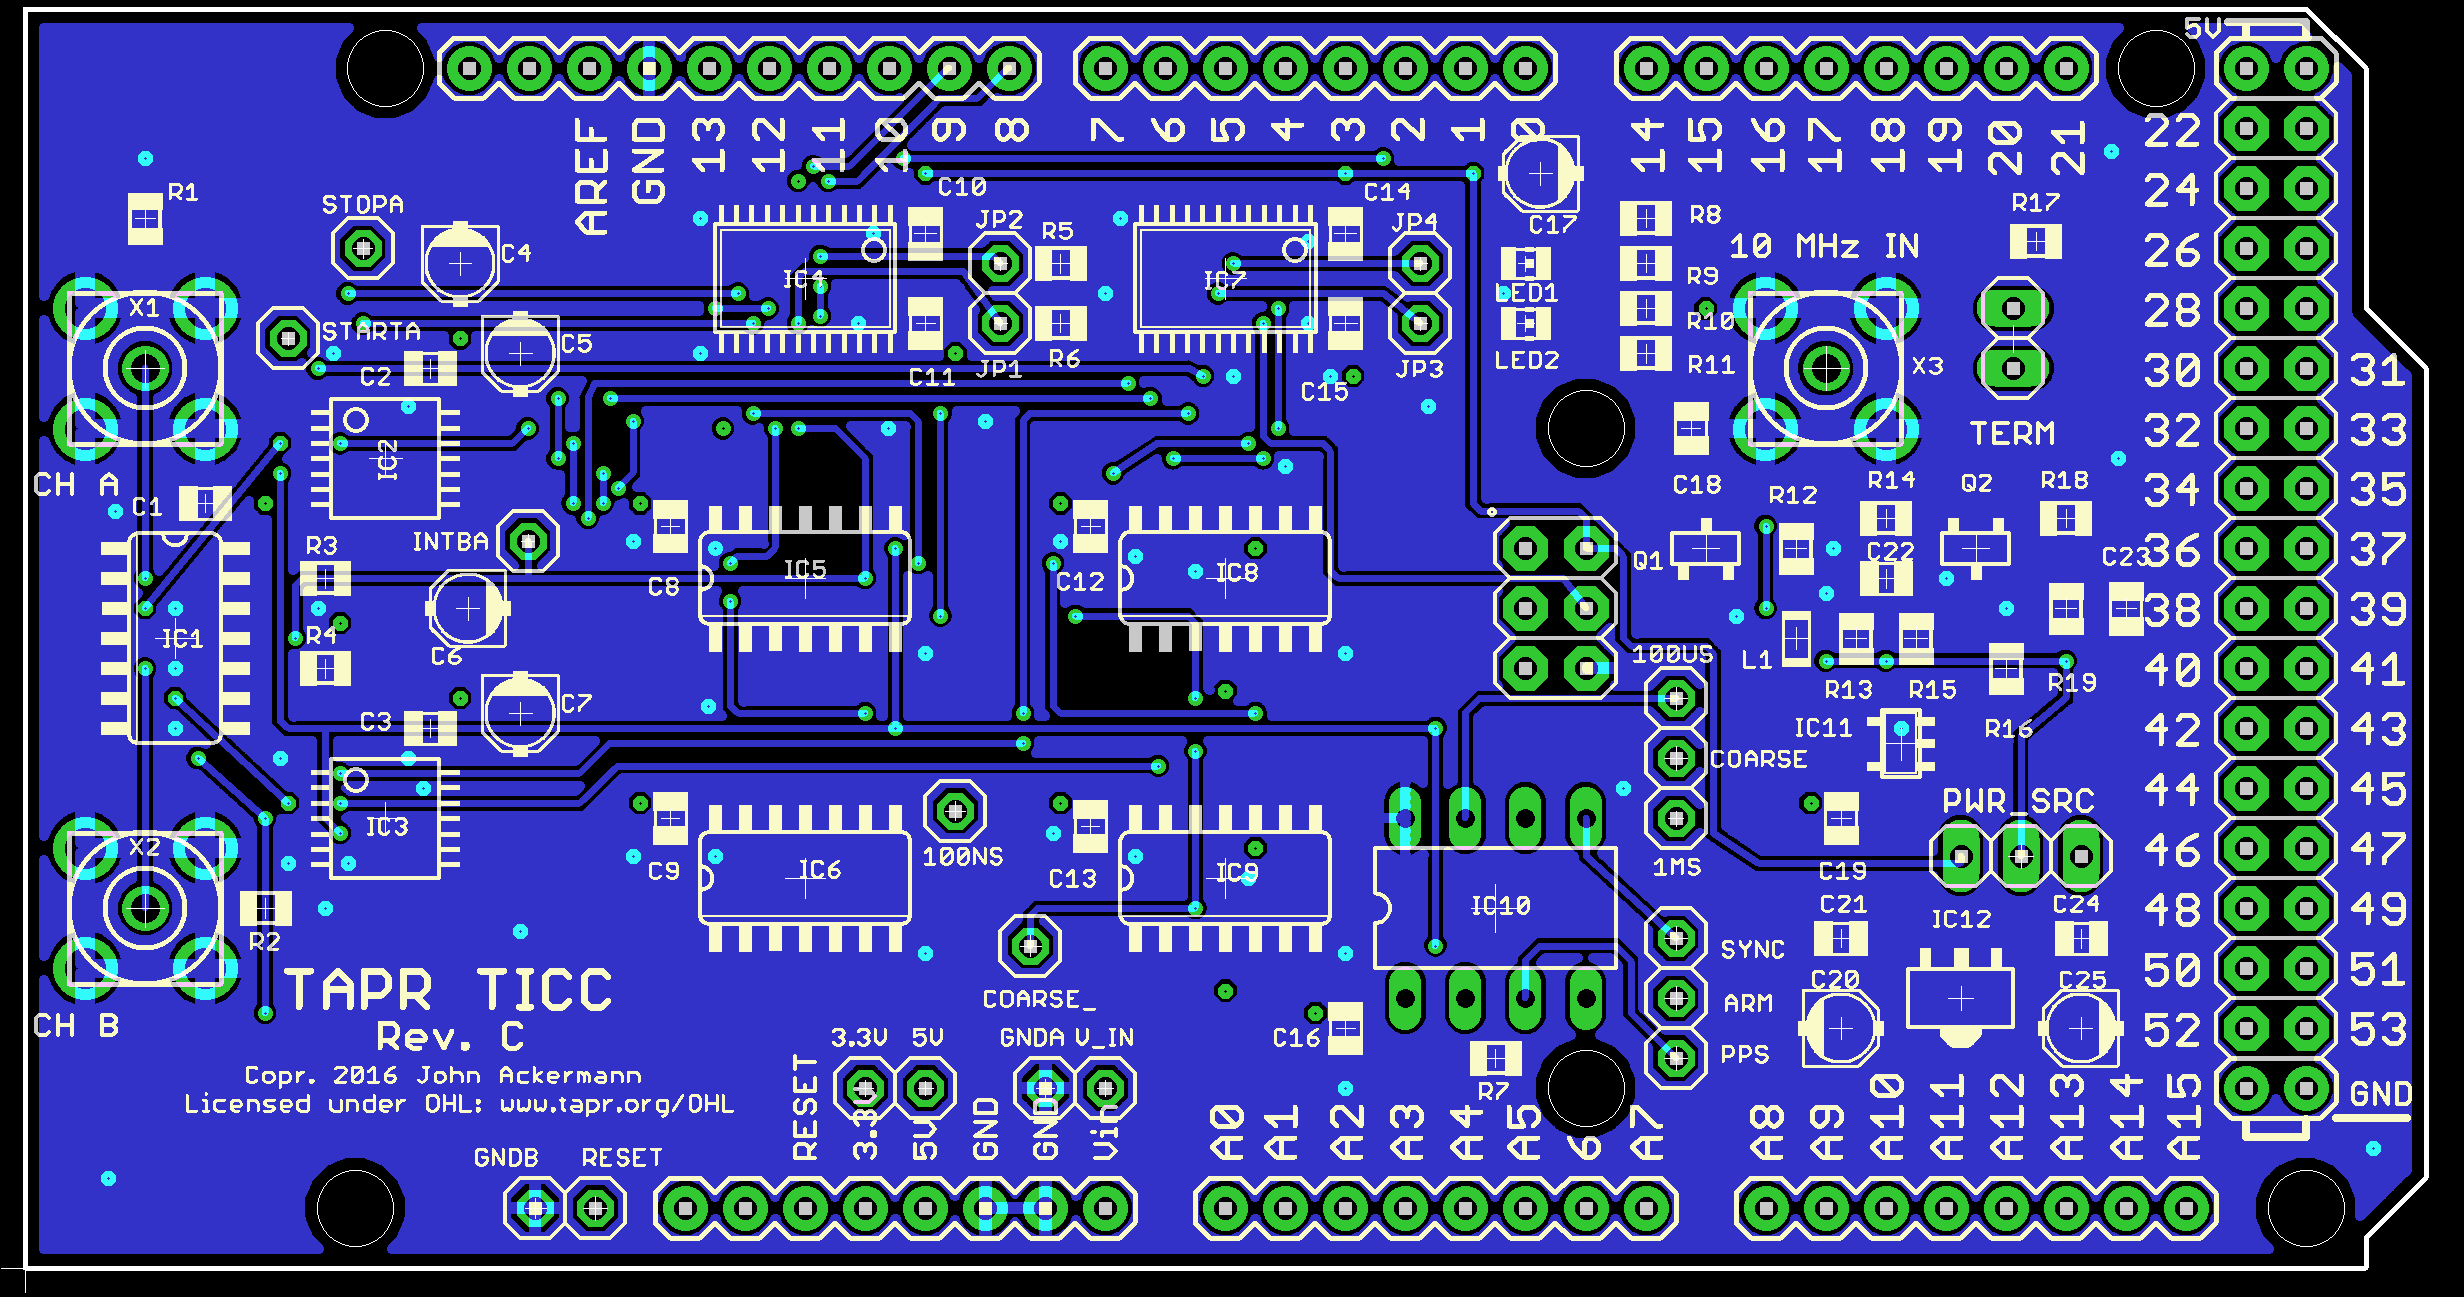 5V
AREF
GND
13
12
11
10
9
8
7
6
5
4
3
2
1
0
14
15
16
17
18
19
20
21
22
24
26
28
30 31
32 33
34 35
36 37
38 39
40 41
42 43
44 45
46 47
48 49
50 51
52 53
GND
R1
STOPA
C4
C10
JP2
R5
C14
JP4
C17
R8
10 MHz IN
R17
X1
STARTA
C5
IC4
IC7
LED1
R9
R10
X3
C2
C11
JP1
R6
C15
JP3
LED2
R11
TERM
CH A
C1
IC2
C18
R12
R14
Q2
R18
INTBA
R3
IC5
C8
C12
IC8
Q1
C22
C23
IC1
R4
C6
100US
L1
R13
R15
R19
C3
C7
IC11
R16
COARSE
PWR SRC
X2
IC3
C9
IC6
100NS
C13
IC9
1MS
C19
R2
IC10
C21
IC12
C24
SYNC
TAPR TICC
CH B
Rev. C
COARSE_
C20
C25
ARM
3.3V 5V
GNDA V_IN
C16
PPS
Copr. 2016 John Ackermann
Licensed under OHL: www.tapr.org/OHL
R7
RESET
3.3V
5V
GND
GND
Vin
A0
A1
A2
A3
A4
A5
6
A7
A8
A9
A10
A11
A12
A13
A14
A15
GNDB
RESET